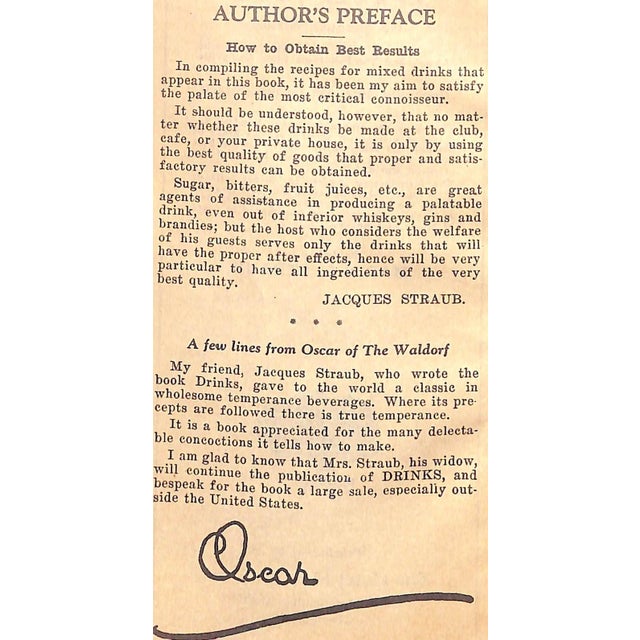 AUTHOR'S PREFACE
How to Obtain Best Results
In compiling the recipes for mixed drinks that
appear in this book, it has been my aim to satisfy
the palate of the most critical connoisseur.
It should be understood, however, that no mat-
ter whether these drinks be made at the club,
cafe, or your private house, it is only by using
the best quality of goods that proper and satis-
factory results can be obtained.
Sugar, bitters, fruit juices, etc., are great
agents of assistance in producing a palatable
drink, even out of inferior whiskeys, gins and
brandies; but the host who considers the welfare
of his guests serves only the drinks that will
have the proper after effects, hence will be very
particular to have all ingredients of the very
best quality.
JACQUES STRAUB.
* * *
A few lines from Oscar of The Waldorf
My friend, Jacques Straub, who wrote the
book Drinks, gave to the world a classic in
wholesome temperance beverages. Where its pre-
cepts are followed there is true temperance.
It is a book appreciated for the many delecta-
ble concoctions it tells how to make.
I am glad to know that Mrs. Straub, his widow,
will continue the publication of DRINKS, and
bespeak for the book a large sale, especially out-
side the United States.
Oscar